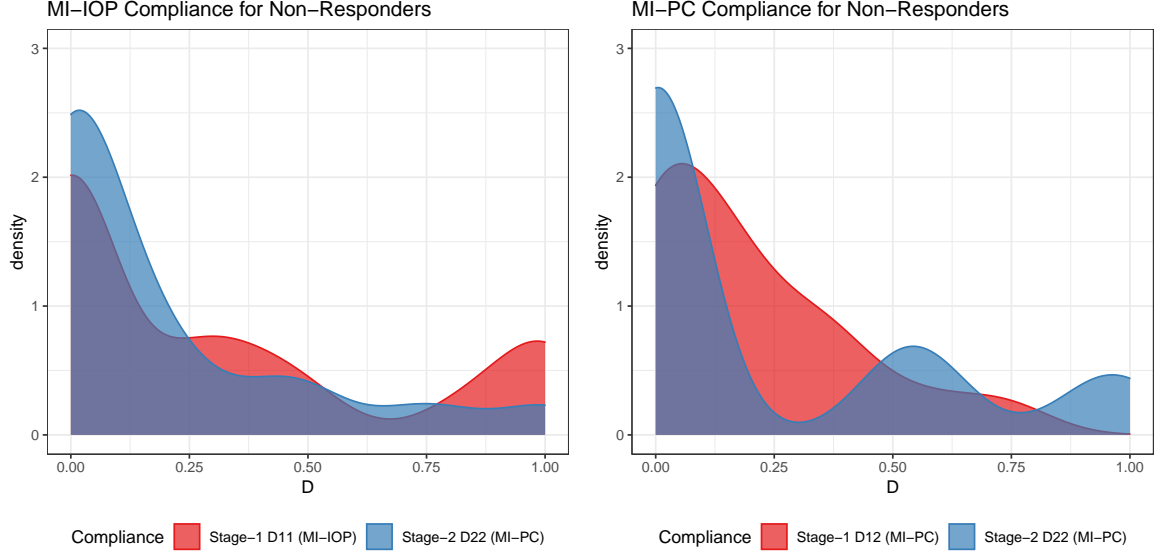 MI−IOP Compliance for Non−Responders
density
3
2
1
0
0.00 0.25 0.50 0.75 1.00
D
Compliance Stage−1 D11 (MI−IOP) Stage−2 D22 (MI−PC)
MI−PC Compliance for Non−Responders
density
3
2
1
0
0.00 0.25 0.50 0.75 1.00
D
Compliance Stage−1 D12 (MI−PC) Stage−2 D22 (MI−PC)